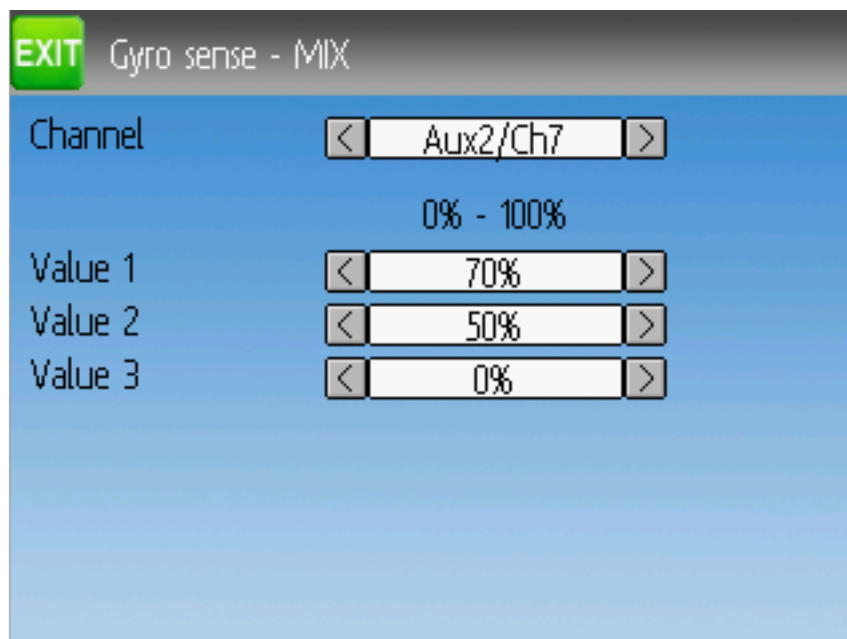 EXIT Gyro sense - MIX
Channel < Aux2/Ch7 >
0% - 100%
Value 1 < 70% >
Value 2 < 50% >
Value 3 < 0% >